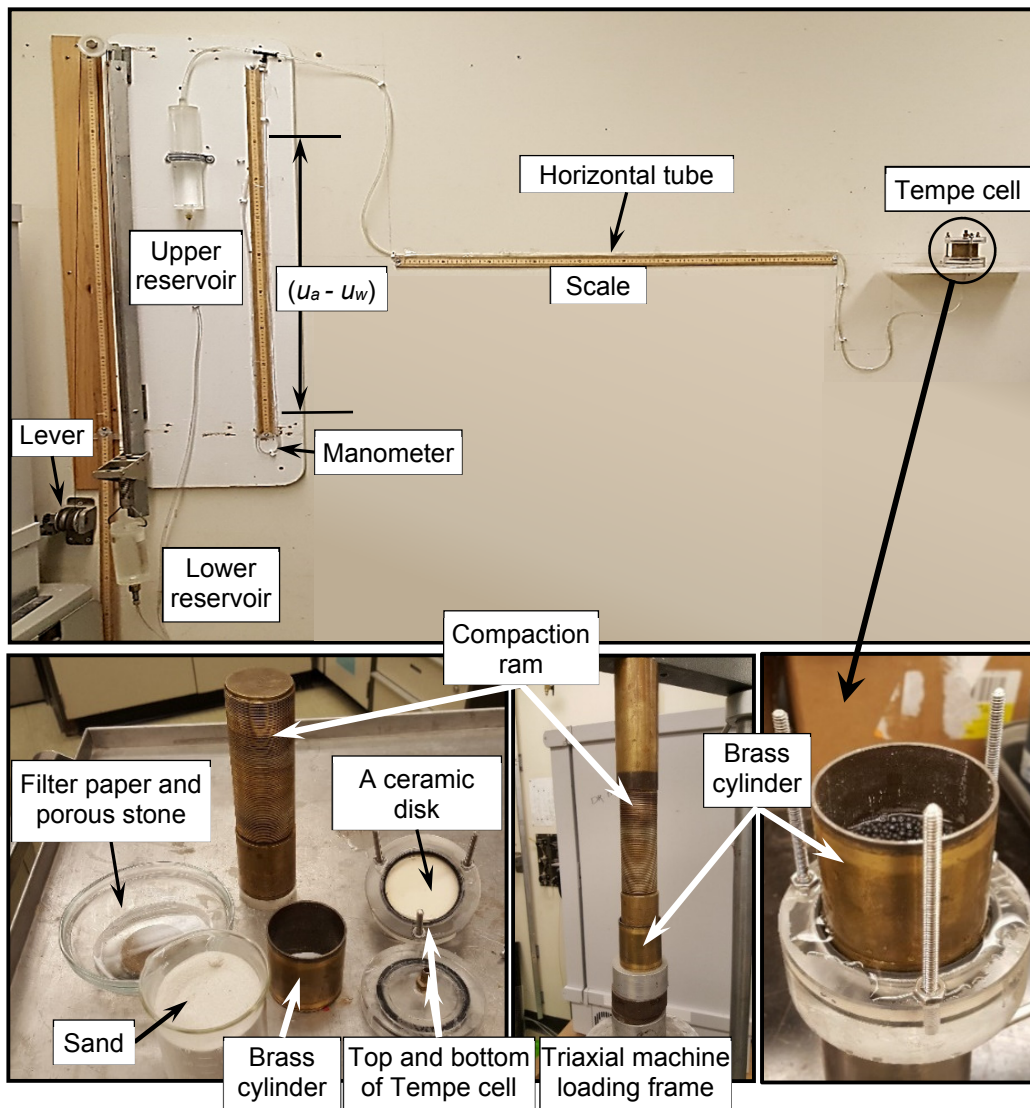 Horizontal tube
Tempe cell
Upper
reservoir
(ua - uw)
Scale
Lever
Manometer
Lower
reservoir
Compaction
ram
Filter paper and
porous stone
A ceramic
disk
Brass
cylinder
Sand
Brass
cylinder
Top and bottom
of Tempe cell
Triaxial machine
loading frame